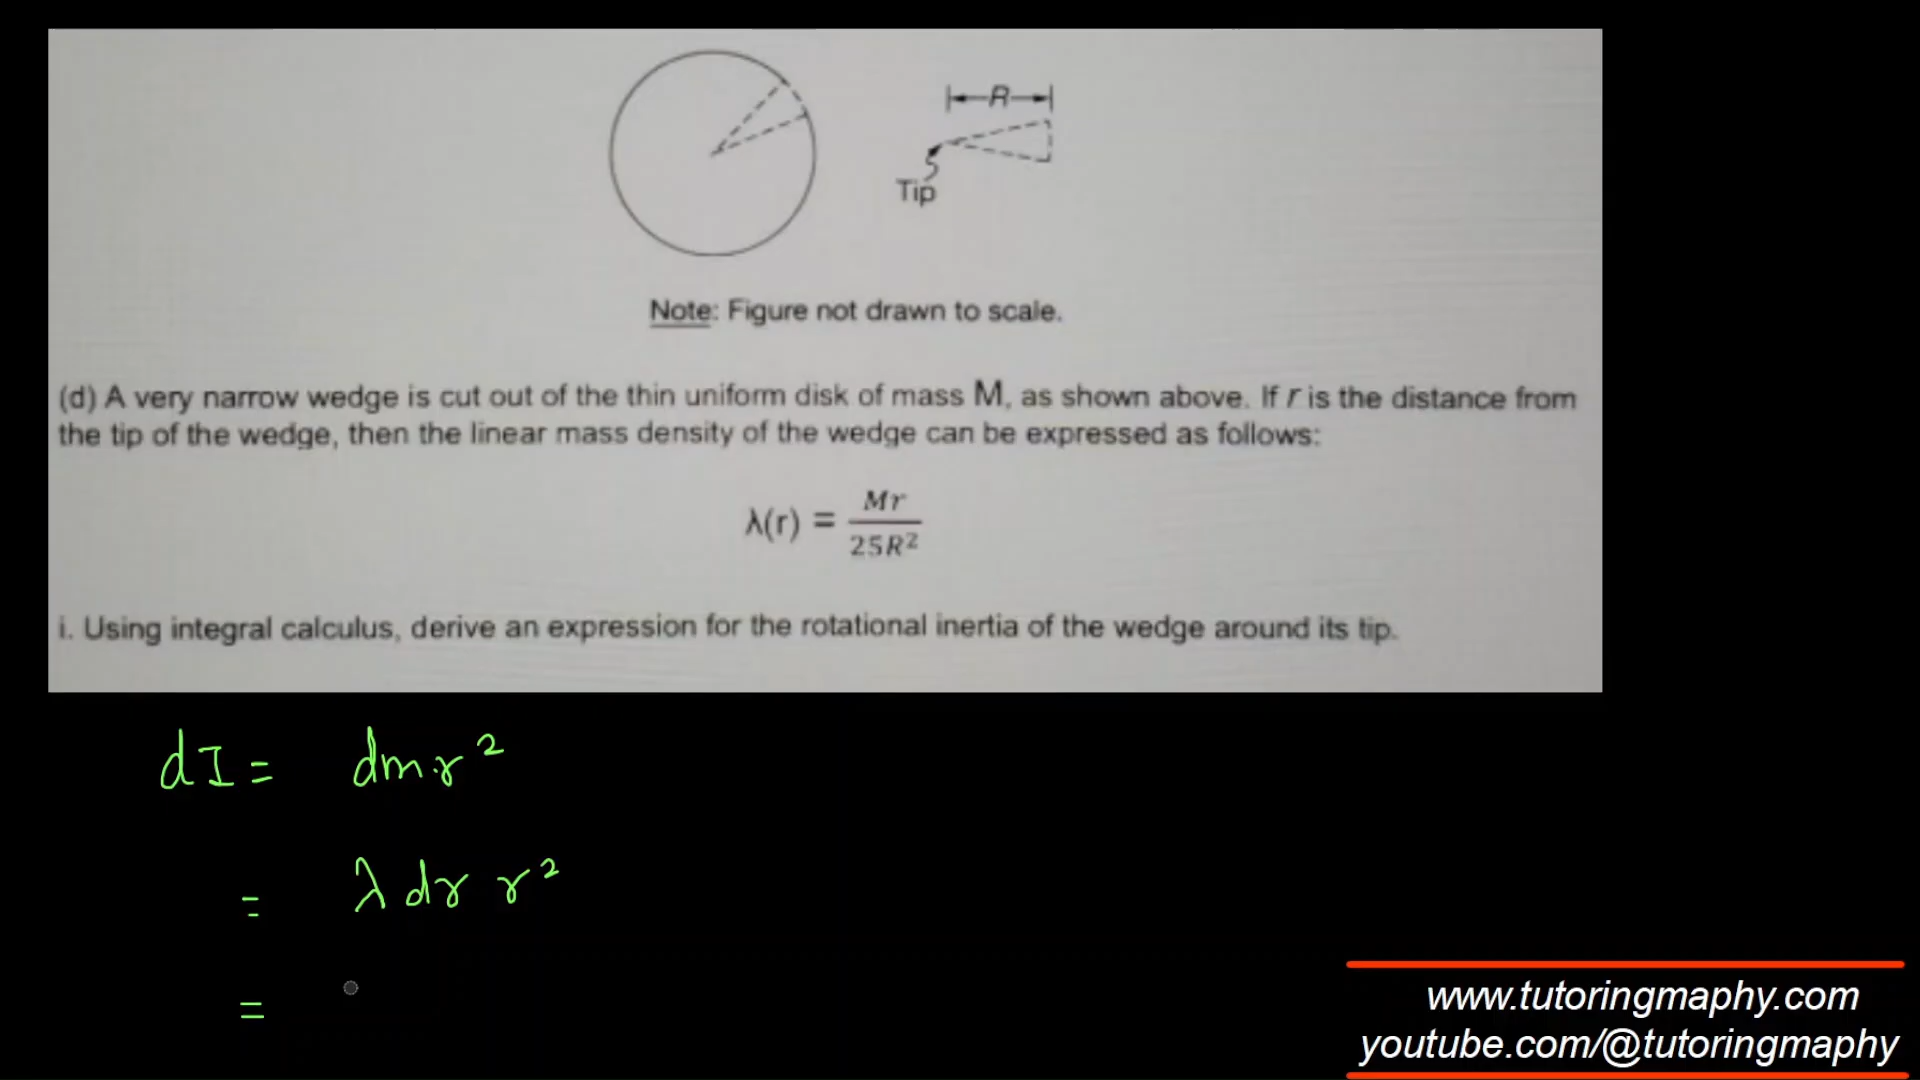 R
Tip
Note: Figure not drawn to scale.
(d) A very narrow wedge is cut out of the thin uniform disk of mass M, as shown above. If r is the distance from
the tip of the wedge, then the linear mass density of the wedge can be expressed as follows:
λ(r) = Mr / 25R²
i. Using integral calculus, derive an expression for the rotational inertia of the wedge around its tip.
dI = dm.r²
= λ dr r²
=
www.tutoringmaphy.com
youtube.com/@tutoringmaphy